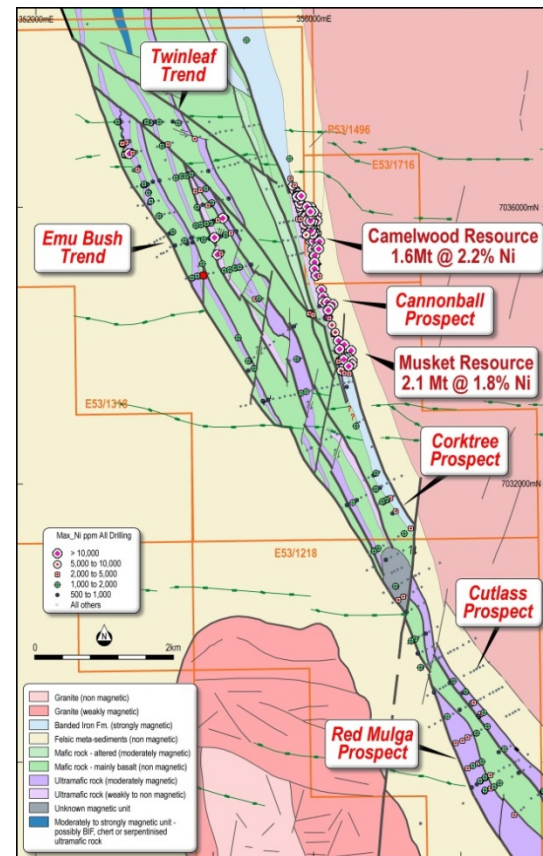 352000mE
356000mE
Twinleaf
Trend
P53/1496
E53/1716
7036000mN
Camelwood Resource
1.6Mt @ 2.2% Ni
Emu Bush
Trend
Cannonball
Prospect
Musket Resource
2.1 Mt @ 1.8% Ni
E53/1318
Corktree
Prospect
7032000mN
Max_Ni ppm All Drilling
> 10,000
5,000 to 10,000
2,000 to 5,000
1,000 to 2,000
500 to 1,000
All others
E53/1218
Cutlass
Prospect
N
0 2km
Granite (non magnetic)
Granite (weakly magnetic)
Banded Iron Fm. (strongly magnetic)
Felsic meta-sediments (non magnetic)
Mafic rock - altered (moderately magnetic)
Mafic rock - mainly basalt (non magnetic)
Ultramafic rock (moderately magnetic)
Ultramafic rock (weakly to non magnetic)
Unknown magnetic unit
Moderately to strongly magnetic unit -
possibly BIF, chert or serpentinised
ultramafic rock
Red Mulga
Prospect